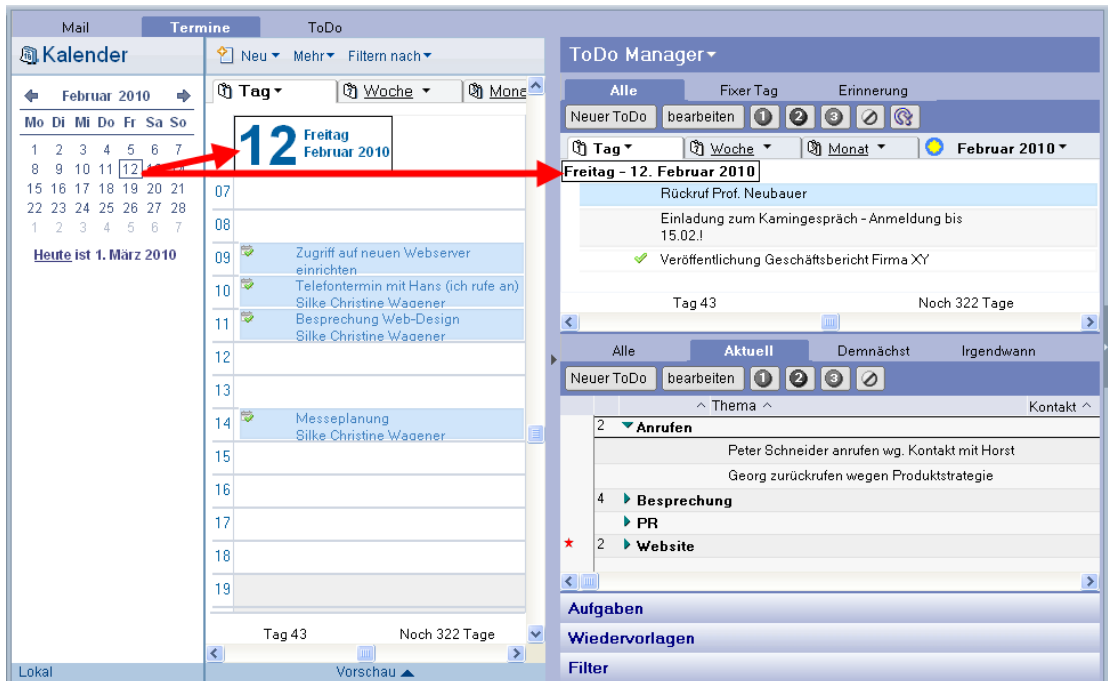 Mail Termine ToDo
Kalender
Februar 2010
Mo Di Mi Do Fr Sa So
1 2 3 4 5 6 7
8 9 10 11 12 13 14
15 16 17 18 19 20 21
22 23 24 25 26 27 28
1 2 3 4 5 6 7
Heute ist 1. März 2010
Lokal
Neu Mehr Filtern nach
Tag Woche Mona
12 Freitag
Februar 2010
07
08
09 Zugriff auf neuen Webserver
einrichten
10 Telefontermin mit Hans (ich rufe an)
Silke Christine Wagener
11 Besprechung Web-Design
Silke Christine Wagener
12
13
14 Messeplanung
Silke Christine Wagener
15
16
17
18
19
Tag 43 Noch 322 Tage
Vorschau
ToDo Manager
Alle Fixer Tag Erinnerung
Neuer ToDo bearbeiten 1 2 3
Tag Woche Monat Februar 2010
Freitag - 12. Februar 2010
Rückruf Prof. Neubauer
Einladung zum Kamingespräch - Anmeldung bis
15.02.!
Veröffentlichung Geschäftsbericht Firma XY
Tag 43 Noch 322 Tage
Alle Aktuell Demnächst Irgendwann
Neuer ToDo bearbeiten 1 2 3
^ Thema ^ Kontakt ^
2 Anrufen
Peter Schneider anrufen wg. Kontakt mit Horst
Georg zurückrufen wegen Produktstrategie
4 Besprechung
PR
2 Website
Aufgaben
Wiedervorlagen
Filter